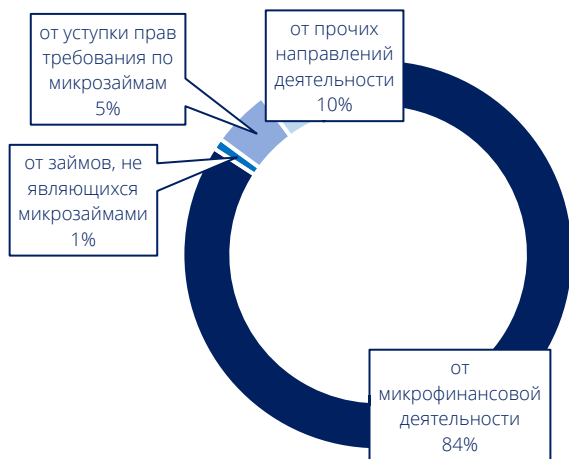 от уступки прав
требования по
микрозаймам
5%
от прочих
направлений
деятельности
10%
от займов, не
являющихся
микрозаймами
1%
от
микрофинансовой
деятельности
84%